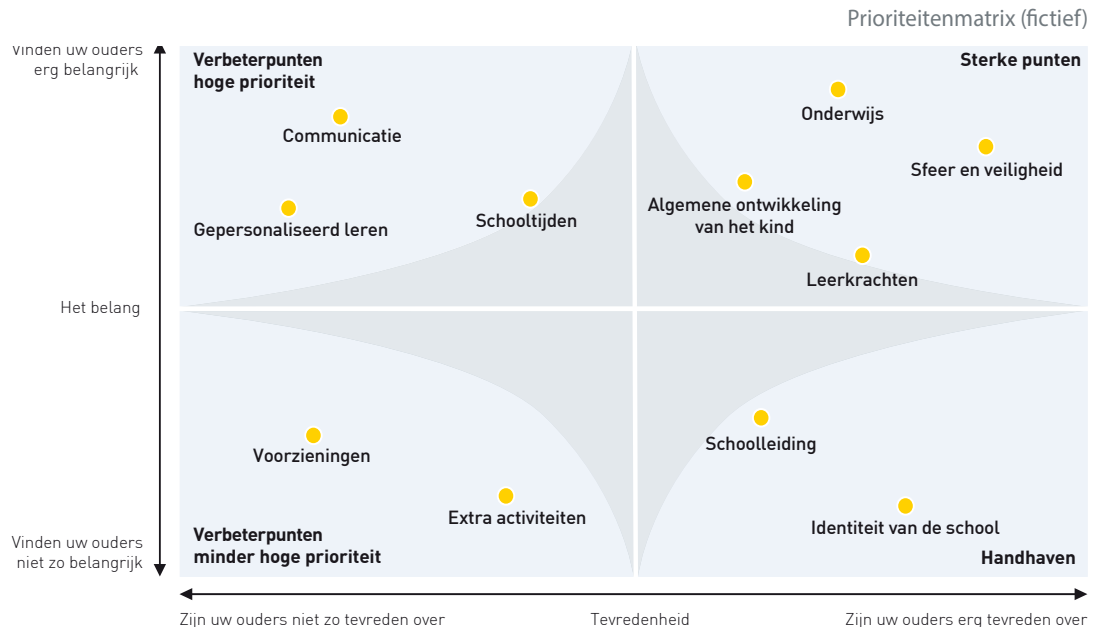 Prioriteitenmatrix (fictief)
Vinden uw ouders
erg belangrijk
Verbeterpunten
hoge prioriteit
Sterke punten
Onderwijs
Communicatie
Sfeer en veiligheid
Algemene ontwikkeling
van het kind
Schooltijden
Gepersonaliseerd leren
Leerkrachten
Het belang
Schoolleiding
Voorzieningen
Extra activiteiten
Identiteit van de school
Verbeterpunten
minder hoge prioriteit
Handhaven
Vinden uw ouders
niet zo belangrijk
Zijn uw ouders niet zo tevreden over
Tevredenheid
Zijn uw ouders erg tevreden over